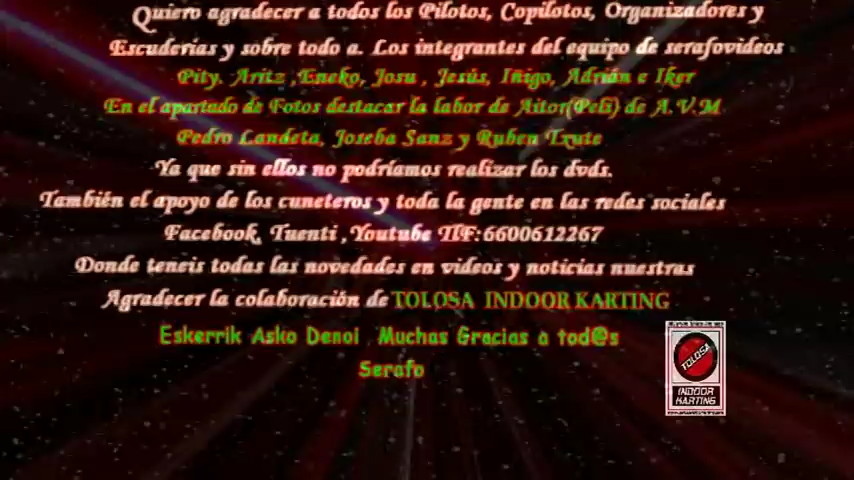 Quiero agradecer a todos los Pilotos, Copilotos, Organizadores y
Escuderias y sobre todo a. Los integrantes del equipo de serafovideos
Pity. Aritz ,Eneko, Josu , Jesús, Iñigo, Adrián e Iker
En el apartado de Fotos destacar la labor de Aitor(Peli) de A.V.M
Pedro Landeta, Joseba Sanz y Ruben Txute
Ya que sin ellos no podríamos realizar los dvds.
También el apoyo de los cuneteros y toda la gente en las redes sociales
Facebook, Tuenti ,Youtube Tlf:6600612267
Donde teneis todas las novedades en videos y noticias nuestras
Agradecer la colaboración de TOLOSA INDOOR KARTING
Eskerrik Asko Denoi Muchas Gracias a tod@s
Serafo
TOLOSA
INDOOR
KARTING